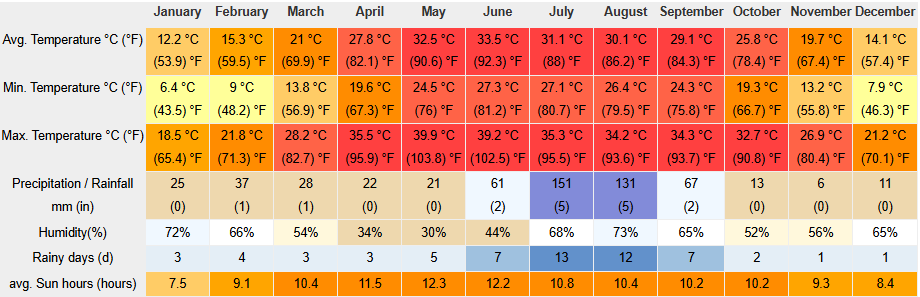 January February March April May June July August September October November December
Avg. Temperature °C (°F) 12.2 °C 15.3 °C 21 °C 27.8 °C 32.5 °C 33.5 °C 31.1 °C 30.1 °C 29.1 °C 25.8 °C 19.7 °C 14.1 °C
(53.9) °F (59.5) °F (69.9) °F (82.1) °F (90.6) °F (92.3) °F (88) °F (86.2) °F (84.3) °F (78.4) °F (67.4) °F (57.4) °F
Min. Temperature °C (°F) 6.4 °C 9 °C 13.8 °C 19.6 °C 24.5 °C 27.3 °C 27.1 °C 26.4 °C 24.3 °C 19.3 °C 13.2 °C 7.9 °C
(43.5) °F (48.2) °F (56.9) °F (67.3) °F (76) °F (81.2) °F (80.7) °F (79.5) °F (75.8) °F (66.7) °F (55.8) °F (46.3) °F
Max. Temperature °C (°F) 18.5 °C 21.8 °C 28.2 °C 35.5 °C 39.9 °C 39.2 °C 35.3 °C 34.2 °C 34.3 °C 32.7 °C 26.9 °C 21.2 °C
(65.4) °F (71.3) °F (82.7) °F (95.9) °F (103.8) °F (102.5) °F (95.5) °F (93.6) °F (93.7) °F (90.8) °F (80.4) °F (70.1) °F
Precipitation / Rainfall 25 37 28 22 21 61 151 131 67 13 6 11
mm (in) (0) (1) (1) (0) (0) (2) (5) (5) (2) (0) (0) (0)
Humidity(%) 72% 66% 54% 34% 30% 44% 68% 73% 65% 52% 56% 65%
Rainy days (d) 3 4 3 3 5 7 13 12 7 2 1 1
avg. Sun hours (hours) 7.5 9.1 10.4 11.5 12.3 12.2 10.8 10.4 10.2 10.2 9.3 8.4